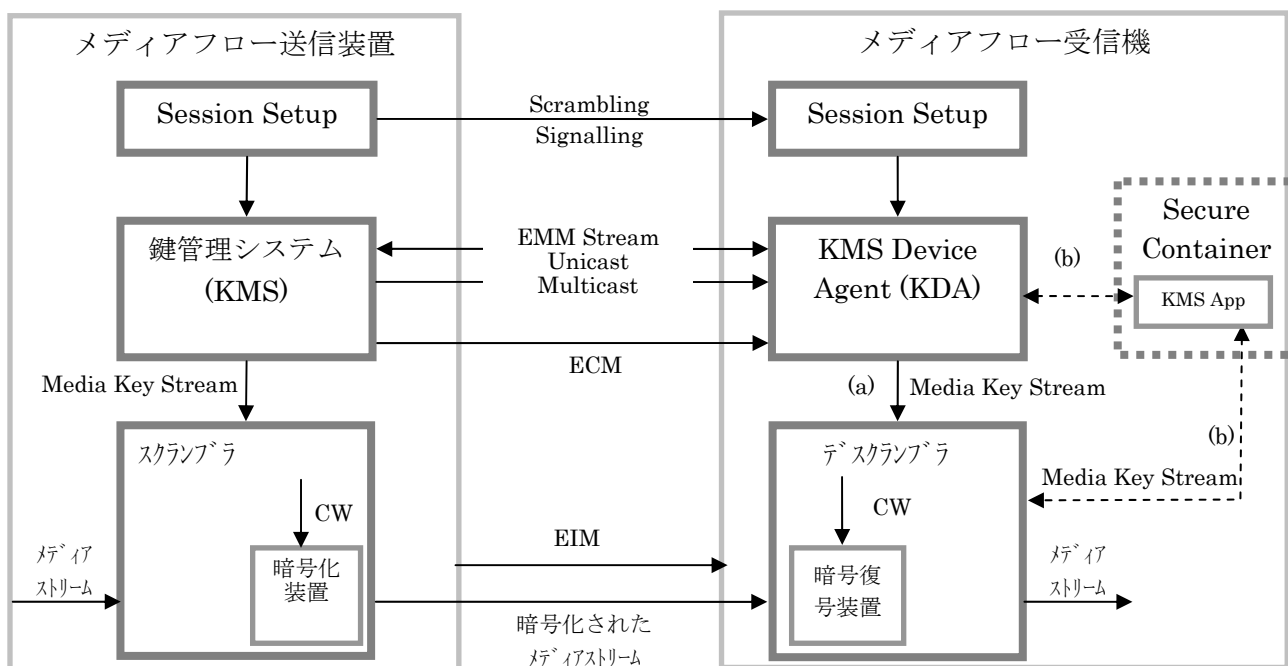 メディアフロー送信装置
メディアフロー受信機
Session Setup
Scrambling
Signalling
Session Setup
鍵管理システム
(KMS)
EMM Stream
Unicast
Multicast
KMS Device
Agent (KDA)
(b)
Secure
Container
KMS App
ECM
Media Key Stream
(a)
Media Key Stream
(b)
Media Key Stream
スクランブラ
CW
暗号化
装置
メディア
ストリーム
EIM
暗号化された
メディアストリーム
デスクランブラ
CW
暗号復
号装置
メディア
ストリーム